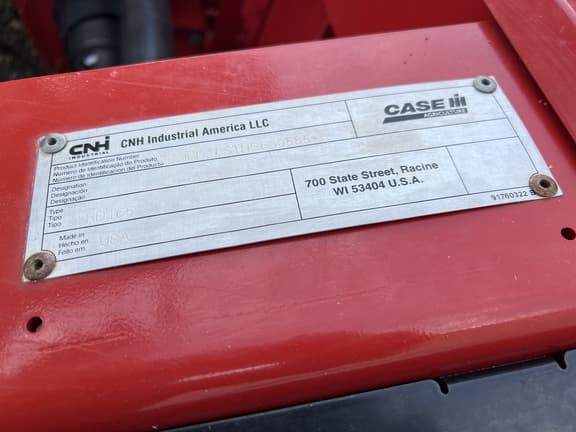 CNH
INDUSTRIAL
CNH Industrial America LLC
CASE IH
AGRICULTURE
Product Identification Number
Número de Identificação do Produto
Número de Identificacion del Producto
Designation
Designación
Designação
Type
Tipo
Tipo
Made in
Hecho en
Feito em:
USA
700 State Street, Racine
WI 53404 U.S.A.
91760322